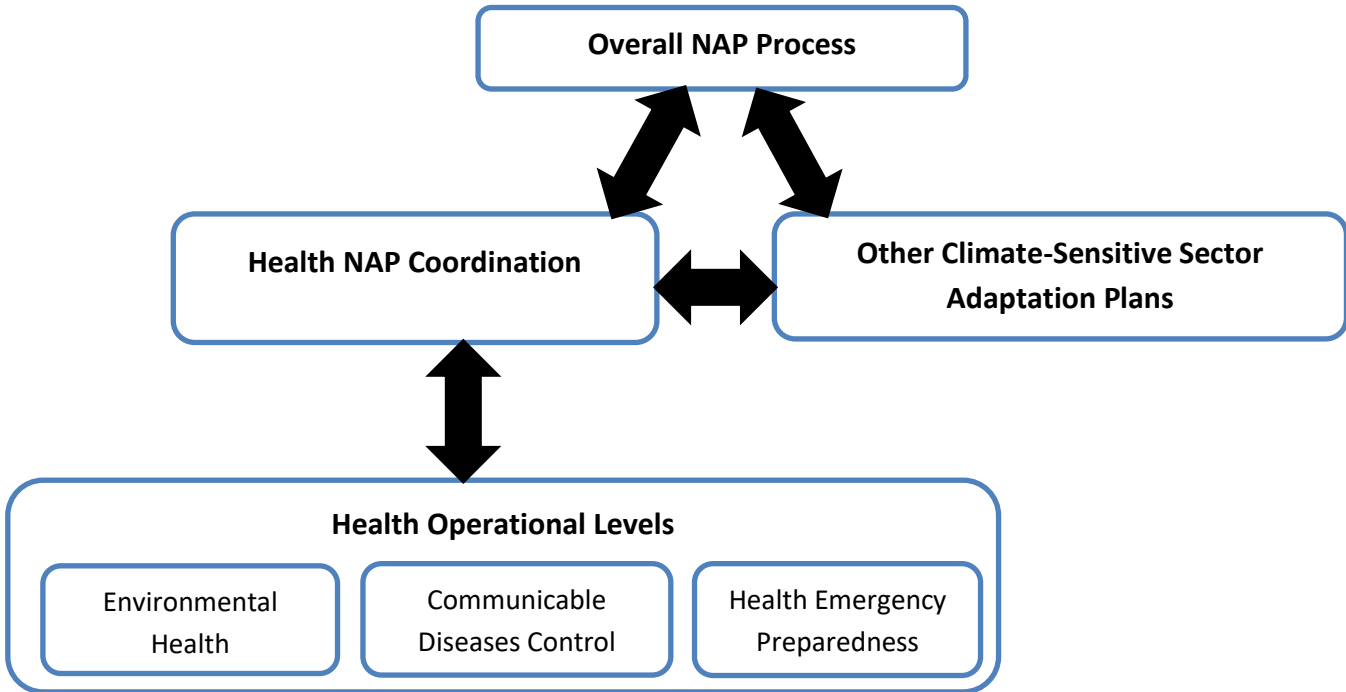 Overall NAP Process
Health NAP Coordination
Other Climate-Sensitive Sector
Adaptation Plans
Health Operational Levels
Environmental
Health
Communicable
Diseases Control
Health Emergency
Preparedness